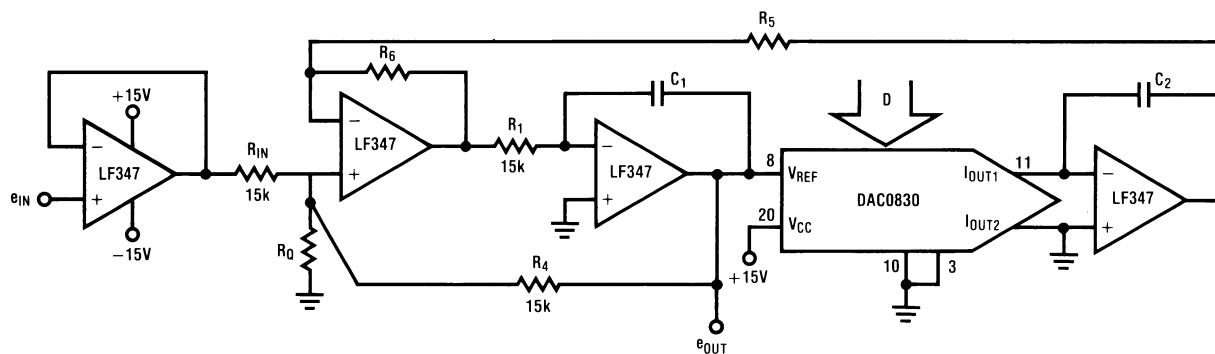 R5
R6
C1
C2
D
+15V
−
LF347
+
eIN
−15V
RIN
15k
−
LF347
+
R1
15k
−
LF347
+
8
VREF
DAC0830
IOUT1
11
−
LF347
+
20
VCC
IOUT2
+15V
10
3
RQ
R4
15k
eOUT